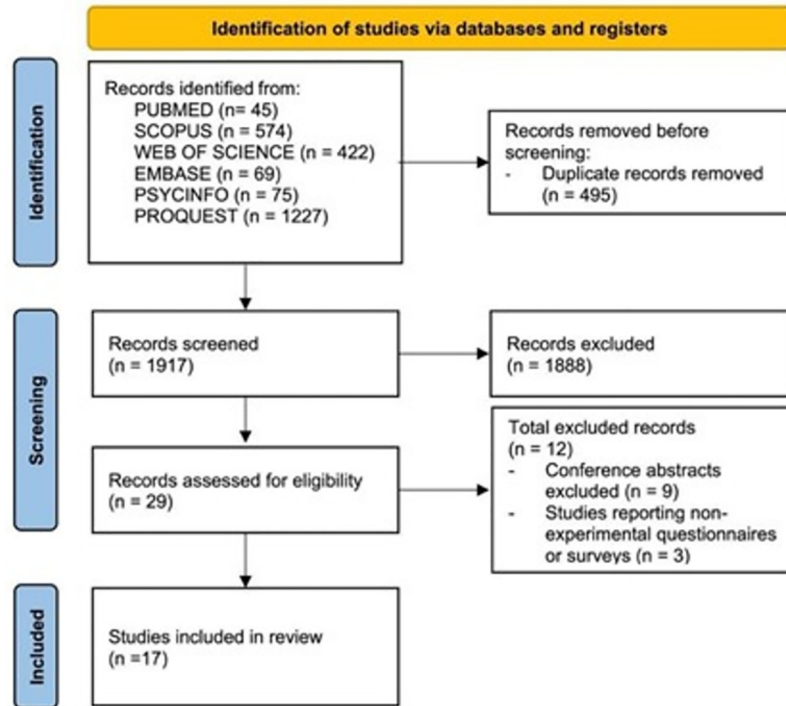 Identification of studies via databases and registers
Identification
Records identified from:
PUBMED (n= 45)
SCOPUS (n = 574)
WEB OF SCIENCE (n = 422)
EMBASE (n = 69)
PSYCINFO (n = 75)
PROQUEST (n = 1227)
Records removed before
screening:
- Duplicate records removed
(n = 495)
Screening
Records screened
(n = 1917)
Records excluded
(n = 1888)
Records assessed for eligibility
(n = 29)
Total excluded records
(n = 12)
- Conference abstracts
excluded (n = 9)
- Studies reporting non-
experimental questionnaires
or surveys (n = 3)
Included
Studies included in review
(n =17)